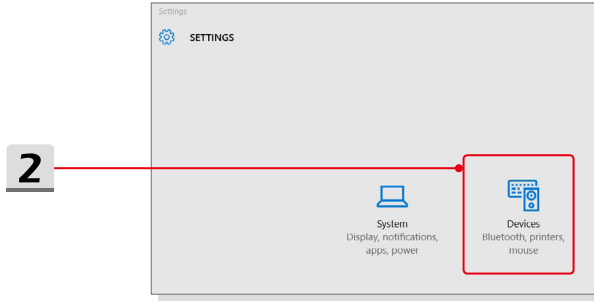 Settings
SETTINGS
2
System
Display, notifications,
apps, power
Devices
Bluetooth, printers,
mouse